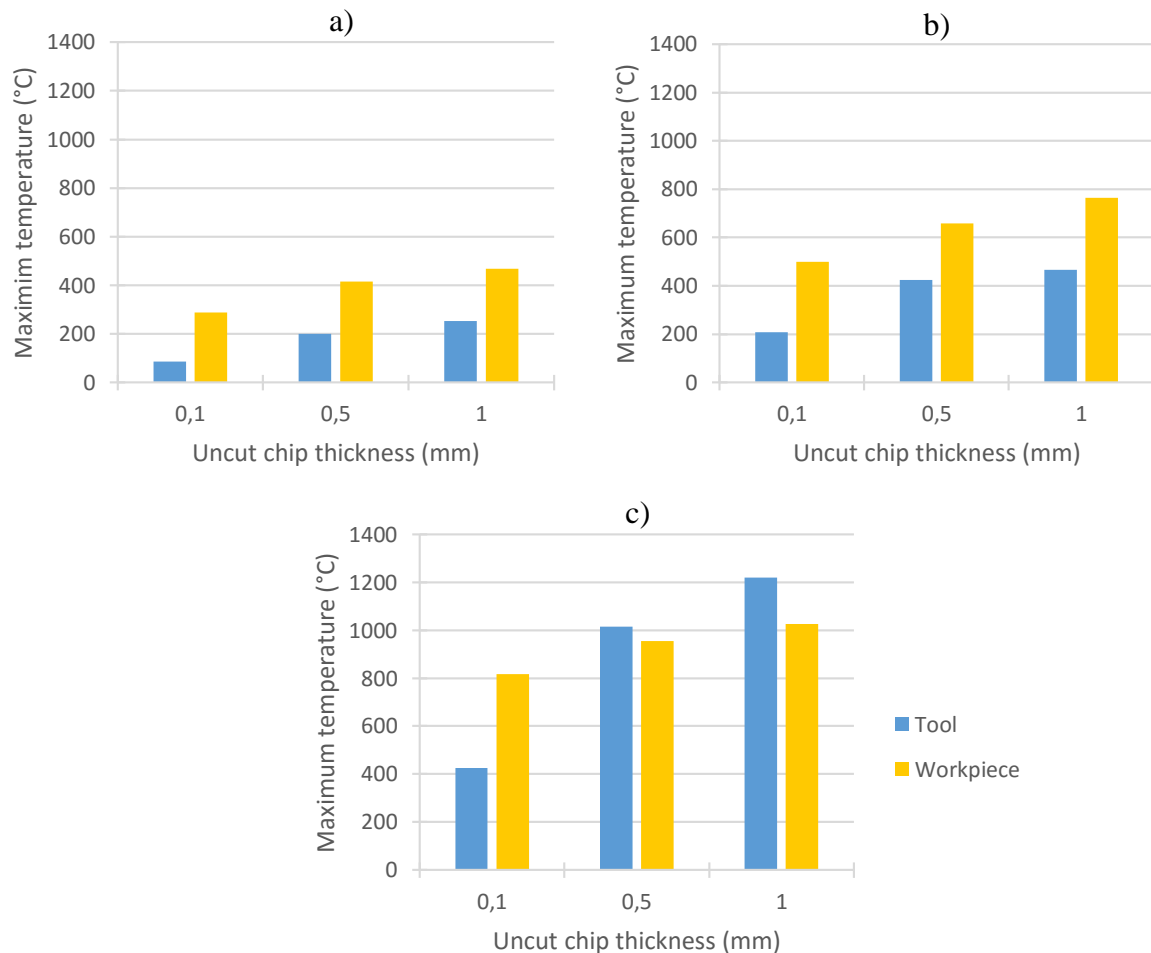 a)
Maximim temperature (°C)
1400
1200
1000
800
600
400
200
0
0,1 0,5 1
Uncut chip thickness (mm)
b)
Maximum temperature (°C)
1400
1200
1000
800
600
400
200
0
0,1 0,5 1
Uncut chip thickness (mm)
c)
Maximum temperature (°C)
1400
1200
1000
800
600
400
200
0
0,1 0,5 1
Uncut chip thickness (mm)
Tool
Workpiece